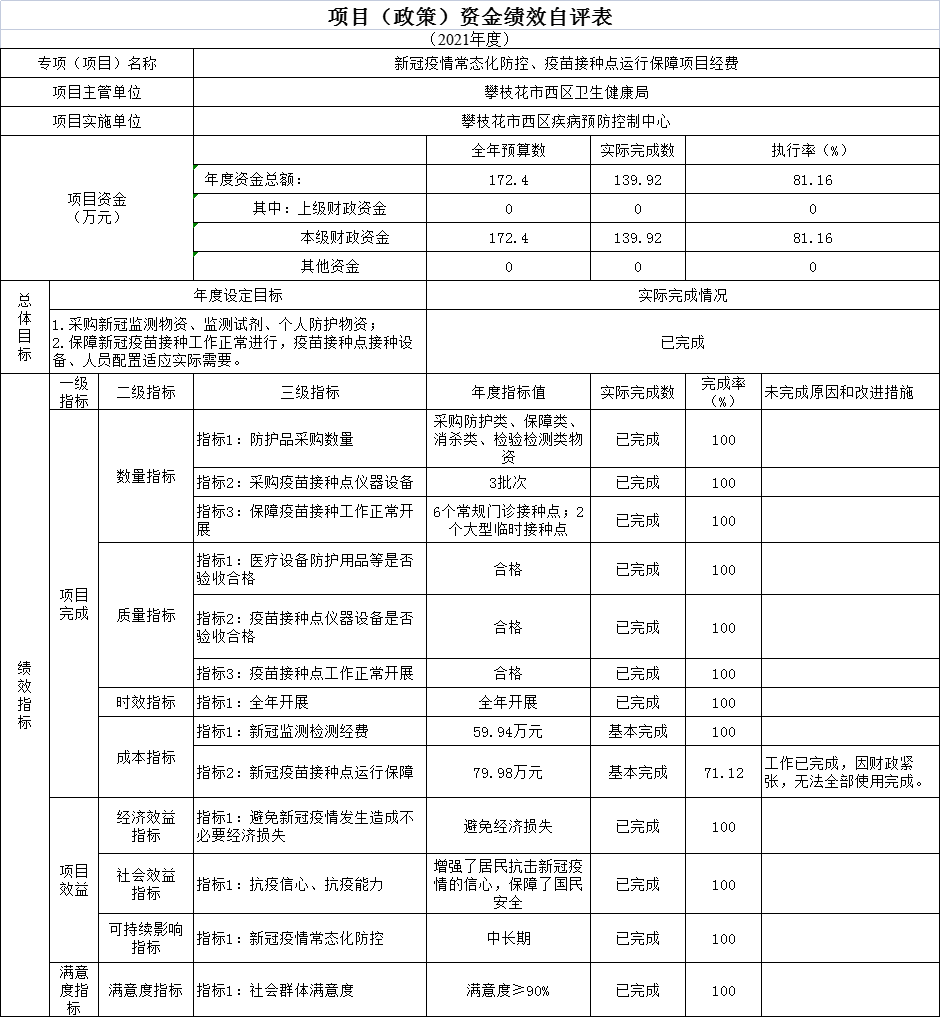 项目（政策）资金绩效自评表
（2021年度）
专项（项目）名称 新冠疫情常态化防控、疫苗接种点运行保障项目经费
项目主管单位 攀枝花市西区卫生健康局
项目实施单位 攀枝花市西区疾病预防控制中心
项目资金
（万元）
全年预算数 实际完成数 执行率（%）
年度资金总额： 172.4 139.92 81.16
其中：上级财政资金 0 0 0
本级财政资金 172.4 139.92 81.16
其他资金 0 0 0
总体目标
年度设定目标 实际完成情况
1.采购新冠监测物资、监测试剂、个人防护物资；
2.保障新冠疫苗接种工作正常进行，疫苗接种点接种设
备、人员配置适应实际需要。
已完成
绩效指标
一级
指标
二级指标 三级指标 年度指标值 实际完成数
完成率
（%）
未完成原因和改进措施
项目
完成
数量指标
指标1：防护品采购数量
采购防护类、保障类、
消杀类、检验检测类物
资
已完成 100
指标2：采购疫苗接种点仪器设备 3批次 已完成 100
指标3：保障疫苗接种工作正常开
展
6个常规门诊接种点；2
个大型临时接种点
已完成 100
质量指标
指标1：医疗设备防护用品等是否
验收合格
合格 已完成 100
指标2：疫苗接种点仪器设备是否
验收合格
合格 已完成 100
指标3：疫苗接种点工作正常开展 合格 已完成 100
时效指标 指标1：全年开展 全年开展 已完成 100
成本指标
指标1：新冠监测检测经费 59.94万元 基本完成 100
指标2：新冠疫苗接种点运行保障 79.98万元 基本完成 71.12
工作已完成，因财政紧
张，无法全部使用完成。
项目
效益
经济效益
指标
指标1：避免新冠疫情发生造成不
必要经济损失
避免经济损失 已完成 100
社会效益
指标
指标1：抗疫信心、抗疫能力
增强了居民抗击新冠疫
情的信心，保障了国民
安全
已完成 100
可持续影响
指标
指标1：新冠疫情常态化防控 中长期 已完成 100
满意
度指
标
满意度指标 指标1：社会群体满意度 满意度≥90% 已完成 100